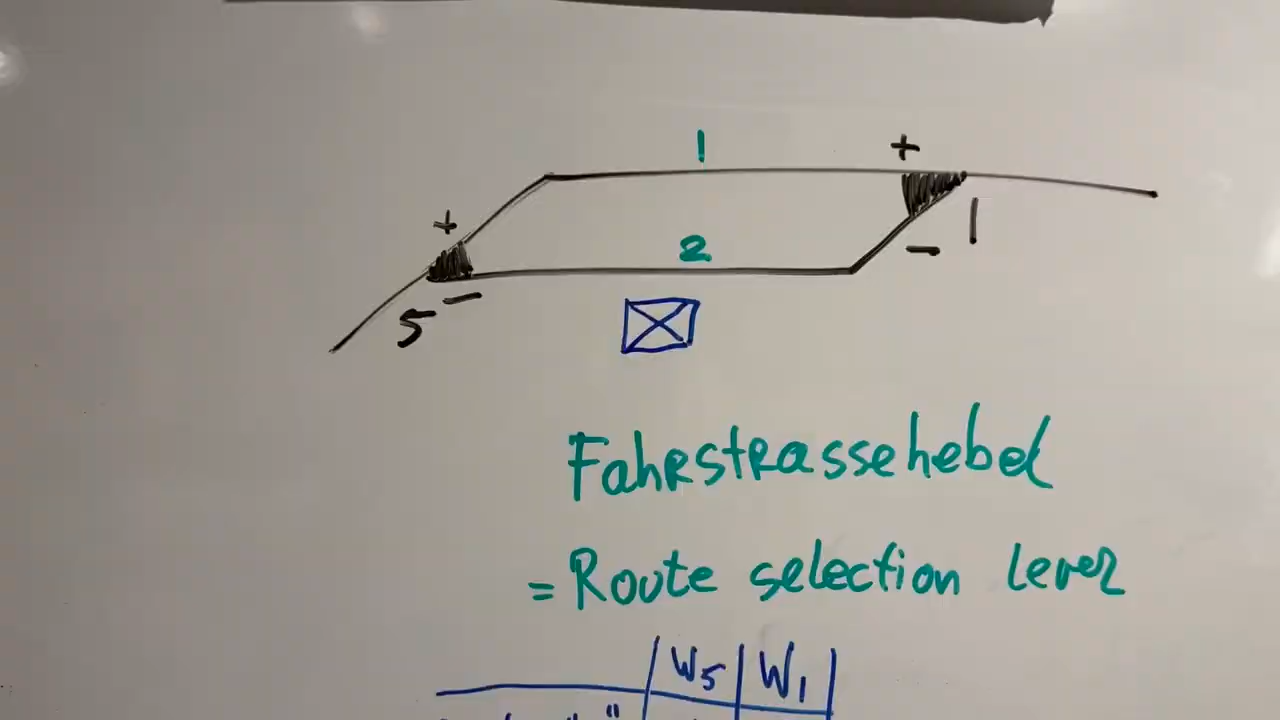 1
+
+
1
2
-
-
5
Fahrstrassehebel
= Route selection lever
W5 W1